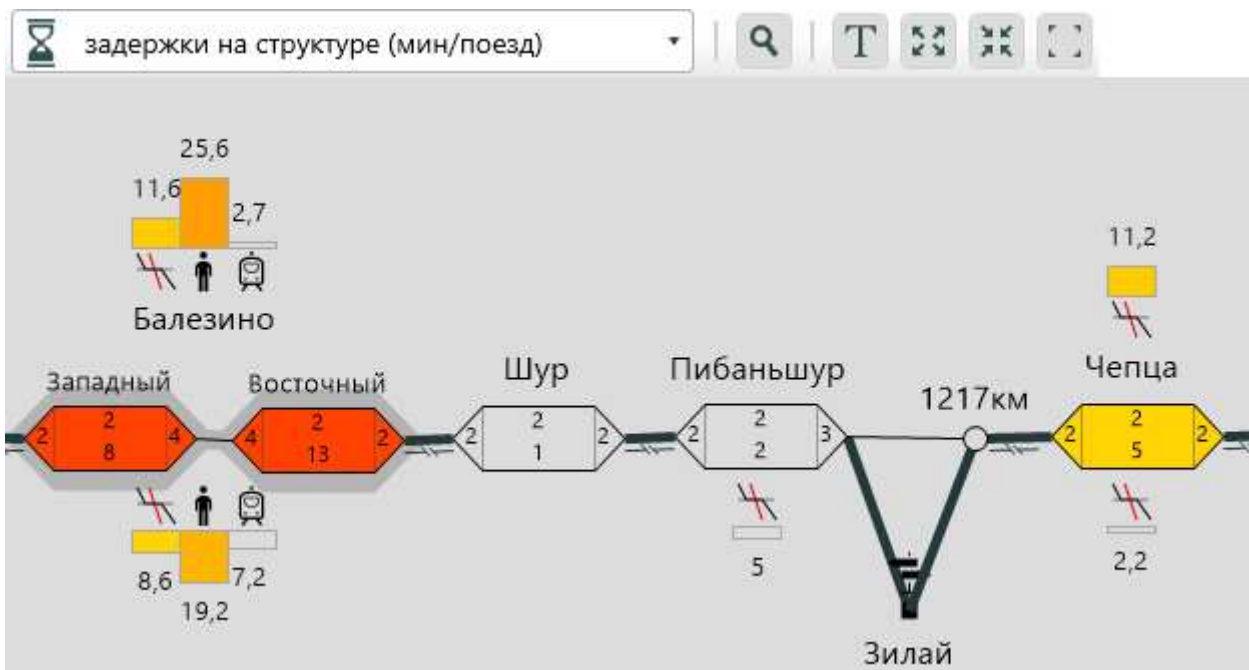 задержки на структуре (мин/поезд)
T
25,6
11,6
2,7
11,2
Балезино
Западный
Восточный
Шур
Пибаньшур
1217км
Чепца
2 2 8 4
4 2 13 2
2 2 1 2
2 2 2 3
2 2 5 2
8,6
19,2
7,2
5
2,2
Зилай